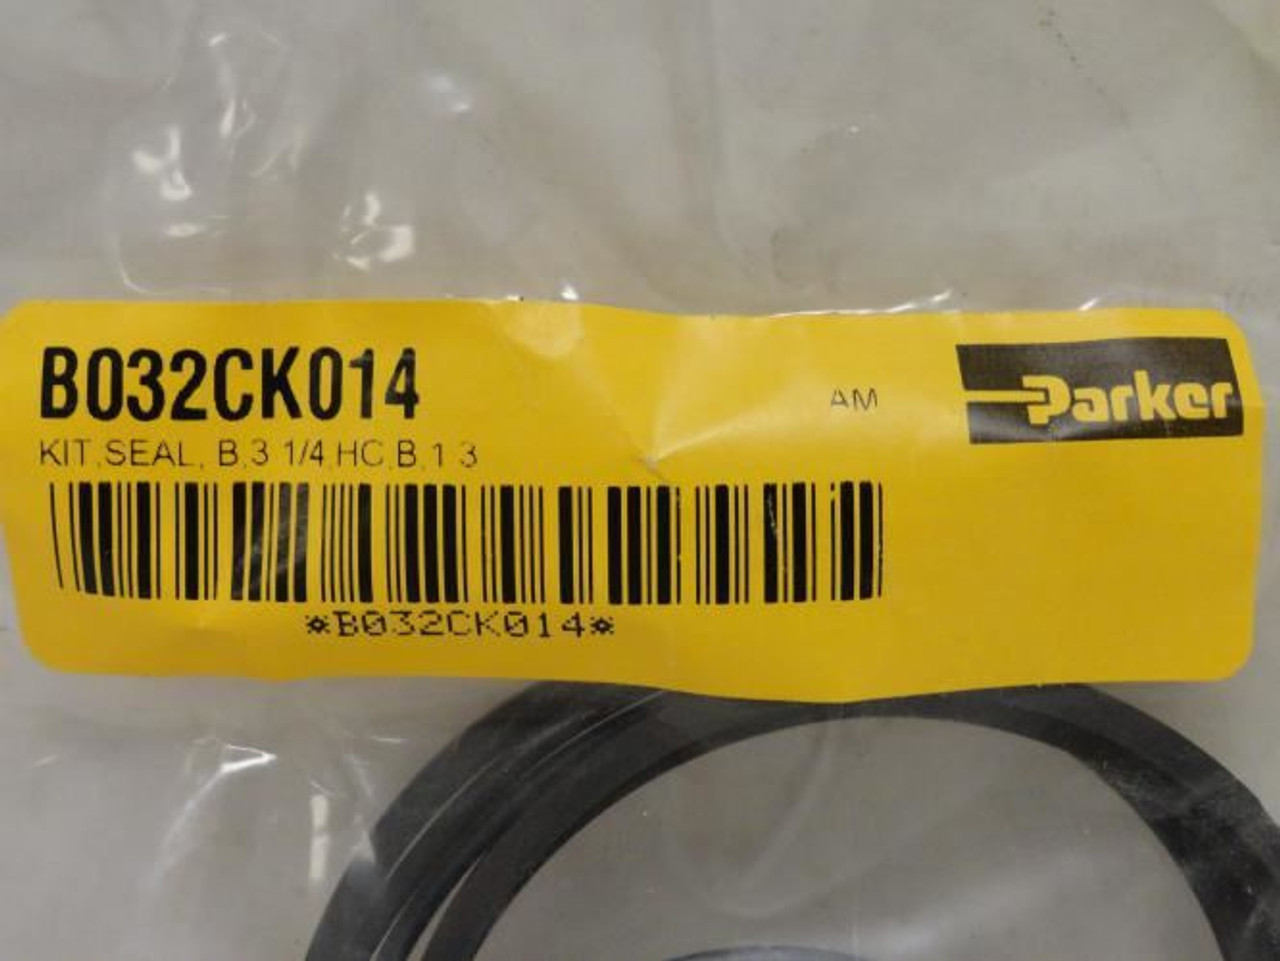 B032CK014
AM
Parker
KIT,SEAL, B,3 1/4,HC,B,1 3
*B032CK014*